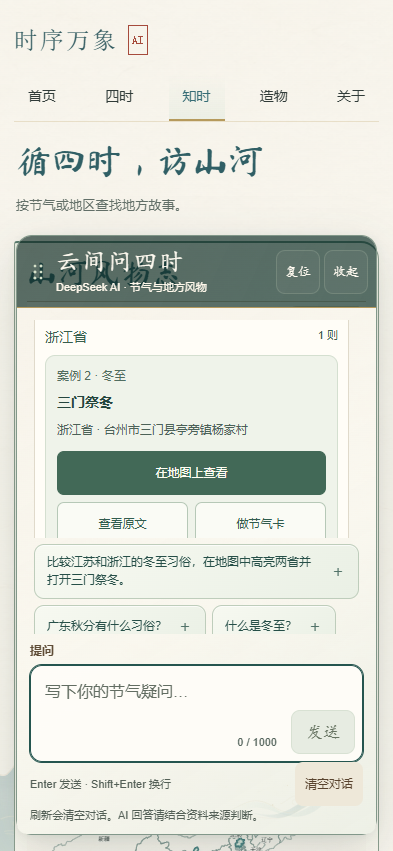 时序万象 AI
首页 四时 知时 造物 关于
循四时，访山河
按节气或地区查找地方故事。
山河风物志
云间问四时
DeepSeek AI · 节气与地方风物
复位 收起
浙江省 1 则
案例 2 · 冬至
三门祭冬
浙江省 · 台州市三门县亭旁镇杨家村
在地图上查看
查看原文 做节气卡
比较江苏和浙江的冬至习俗，在地图中高亮两省并
打开三门祭冬。 +
广东秋分有什么习俗？ + 什么是冬至？ +
提问
写下你的节气疑问…
0 / 1000 发送
Enter 发送 · Shift+Enter 换行 清空对话
刷新会清空对话。AI 回答请结合资料来源判断。